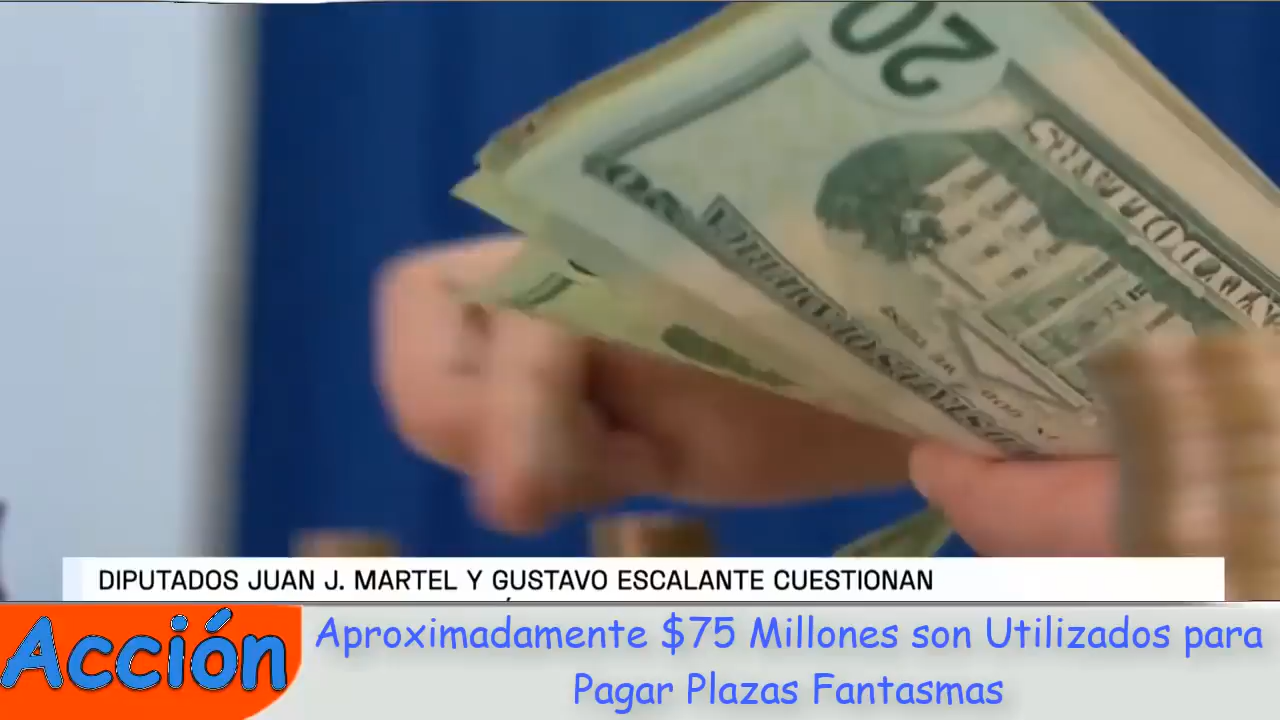 20
DIPUTADOS JUAN J. MARTEL Y GUSTAVO ESCALANTE CUESTIONAN
Acción
Aproximadamente $75 Millones son Utilizados para
Pagar Plazas Fantasmas